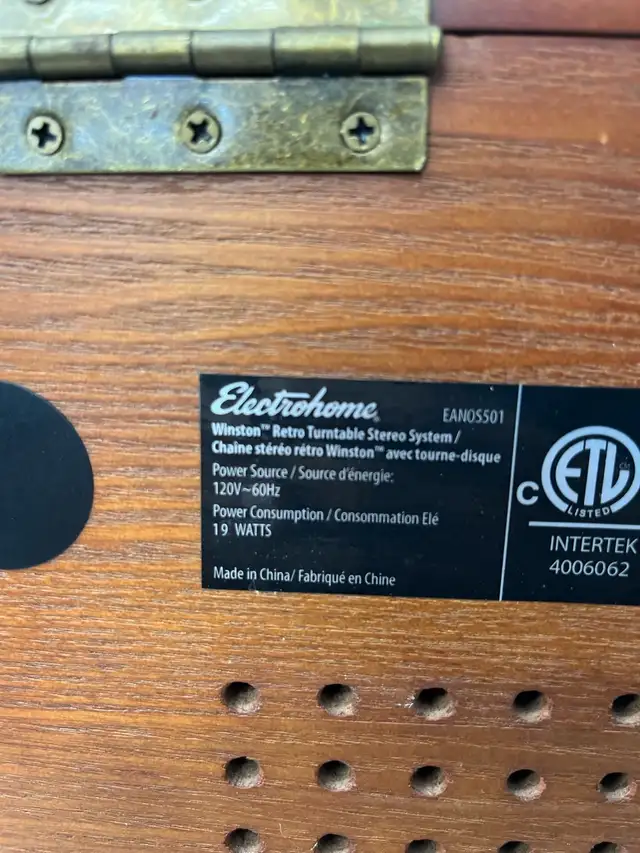 Electrohome
EANOS501
Winston™ Retro Turntable Stereo System /
Chaîne stéréo rétro Winston™ avec tourne-disque
Power Source / Source d'énergie:
120V~60Hz
Power Consumption / Consommation Elé
19 WATTS
Made in China/ Fabriqué en Chine
C
ETL
LISTED
INTERTEK
4006062